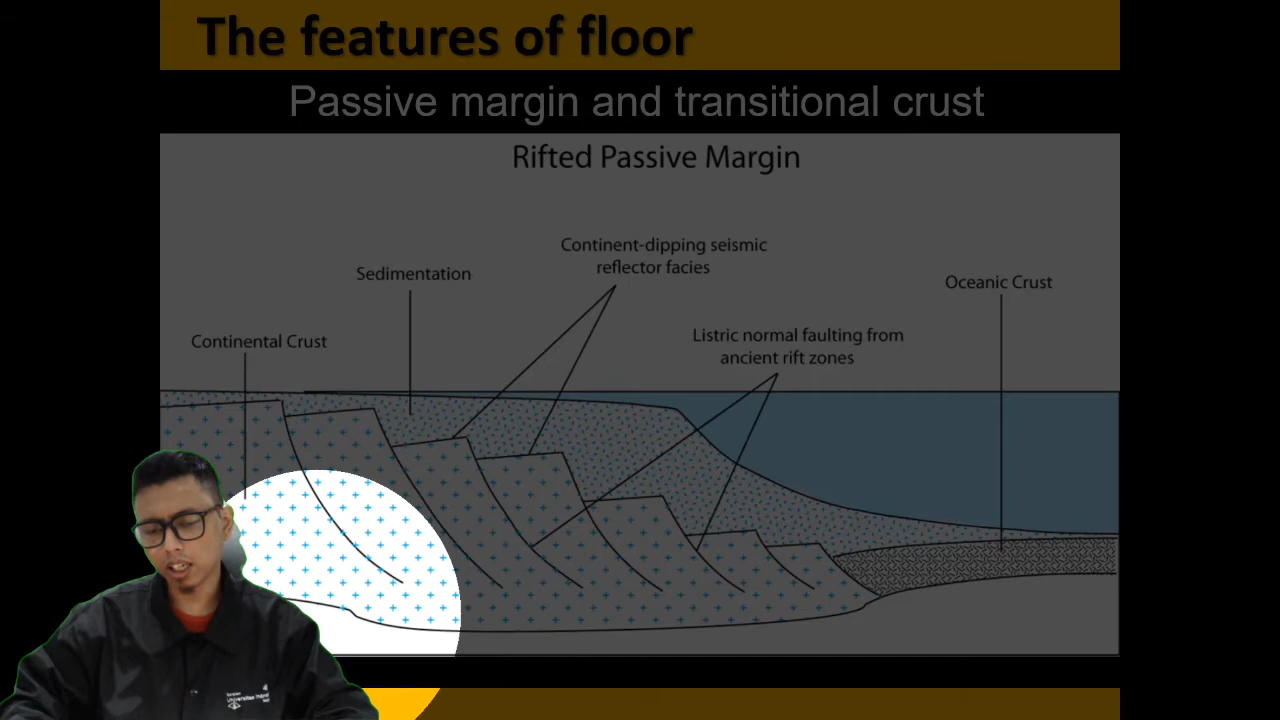 The features of floor
Passive margin and transitional crust
Rifted Passive Margin
Continent-dipping seismic
reflector facies
Sedimentation
Oceanic Crust
Listric normal faulting from
ancient rift zones
Continental Crust
Universitas